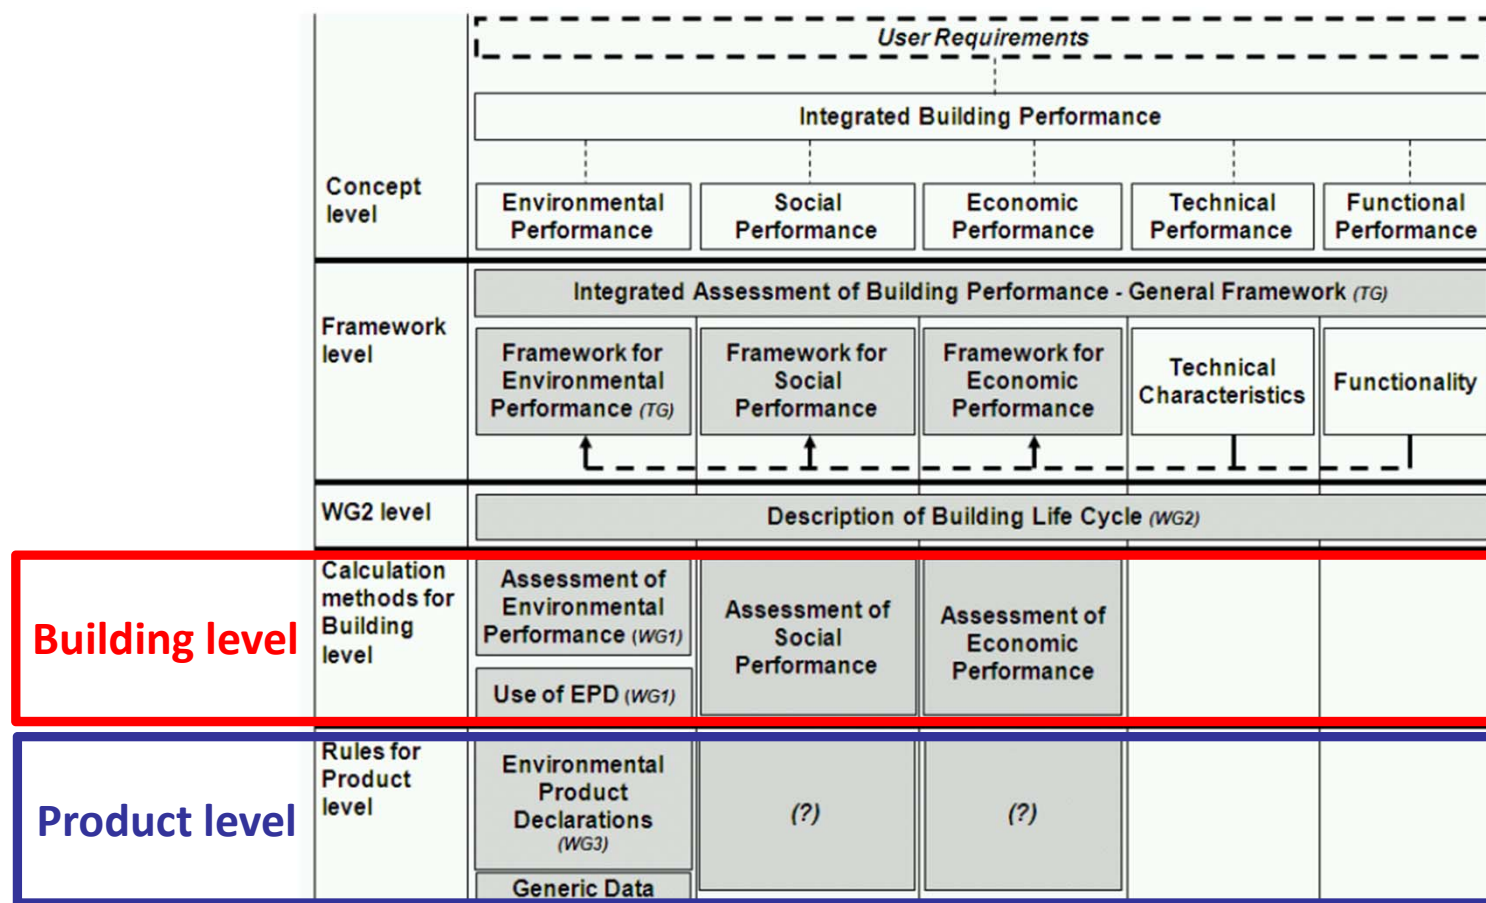 User Requirements
Integrated Building Performance
Concept
level
Environmental
Performance
Social
Performance
Economic
Performance
Technical
Performance
Functional
Performance
Integrated Assessment of Building Performance - General Framework (TG)
Framework
level
Framework for
Environmental
Performance (TG)
Framework for
Social
Performance
Framework for
Economic
Performance
Technical
Characteristics
Functionality
WG2 level
Description of Building Life Cycle (WG2)
Building level
Calculation
methods for
Building
level
Assessment of
Environmental
Performance (WG1)
Use of EPD (WG1)
Assessment of
Social
Performance
Assessment of
Economic
Performance
Product level
Rules for
Product
level
Environmental
Product
Declarations
(WG3)
Generic Data
(?)
(?)